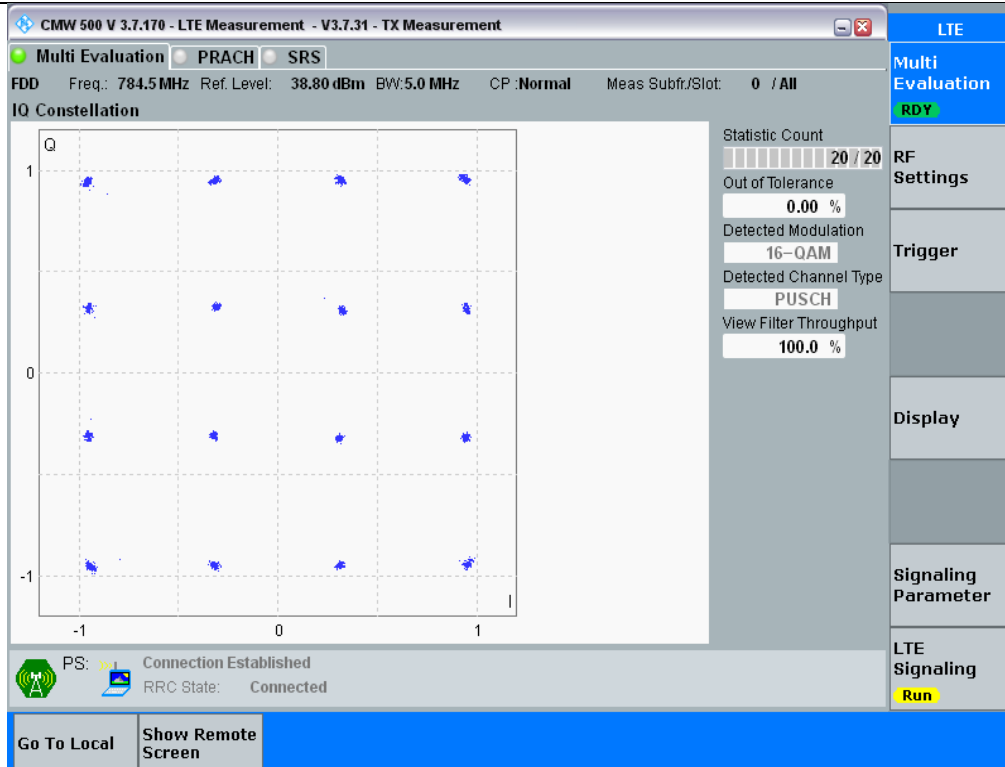 CMW 500 V 3.7.170 - LTE Measurement - V3.7.31 - TX Measurement
LTE
Multi Evaluation PRACH SRS
FDD Freq.: 784.5 MHz Ref. Level: 38.80 dBm BW:5.0 MHz CP :Normal Meas Subfr./Slot: 0 / All
IQ Constellation
Q
1
0
-1
-1 0 1
I
Statistic Count
20 / 20
Out of Tolerance
0.00 %
Detected Modulation
16-QAM
Detected Channel Type
PUSCH
View Filter Throughput
100.0 %
Multi
Evaluation
RDY
RF
Settings
Trigger
Display
Signaling
Parameter
LTE
Signaling
Run
PS: Connection Established
RRC State: Connected
Go To Local
Show Remote
Screen